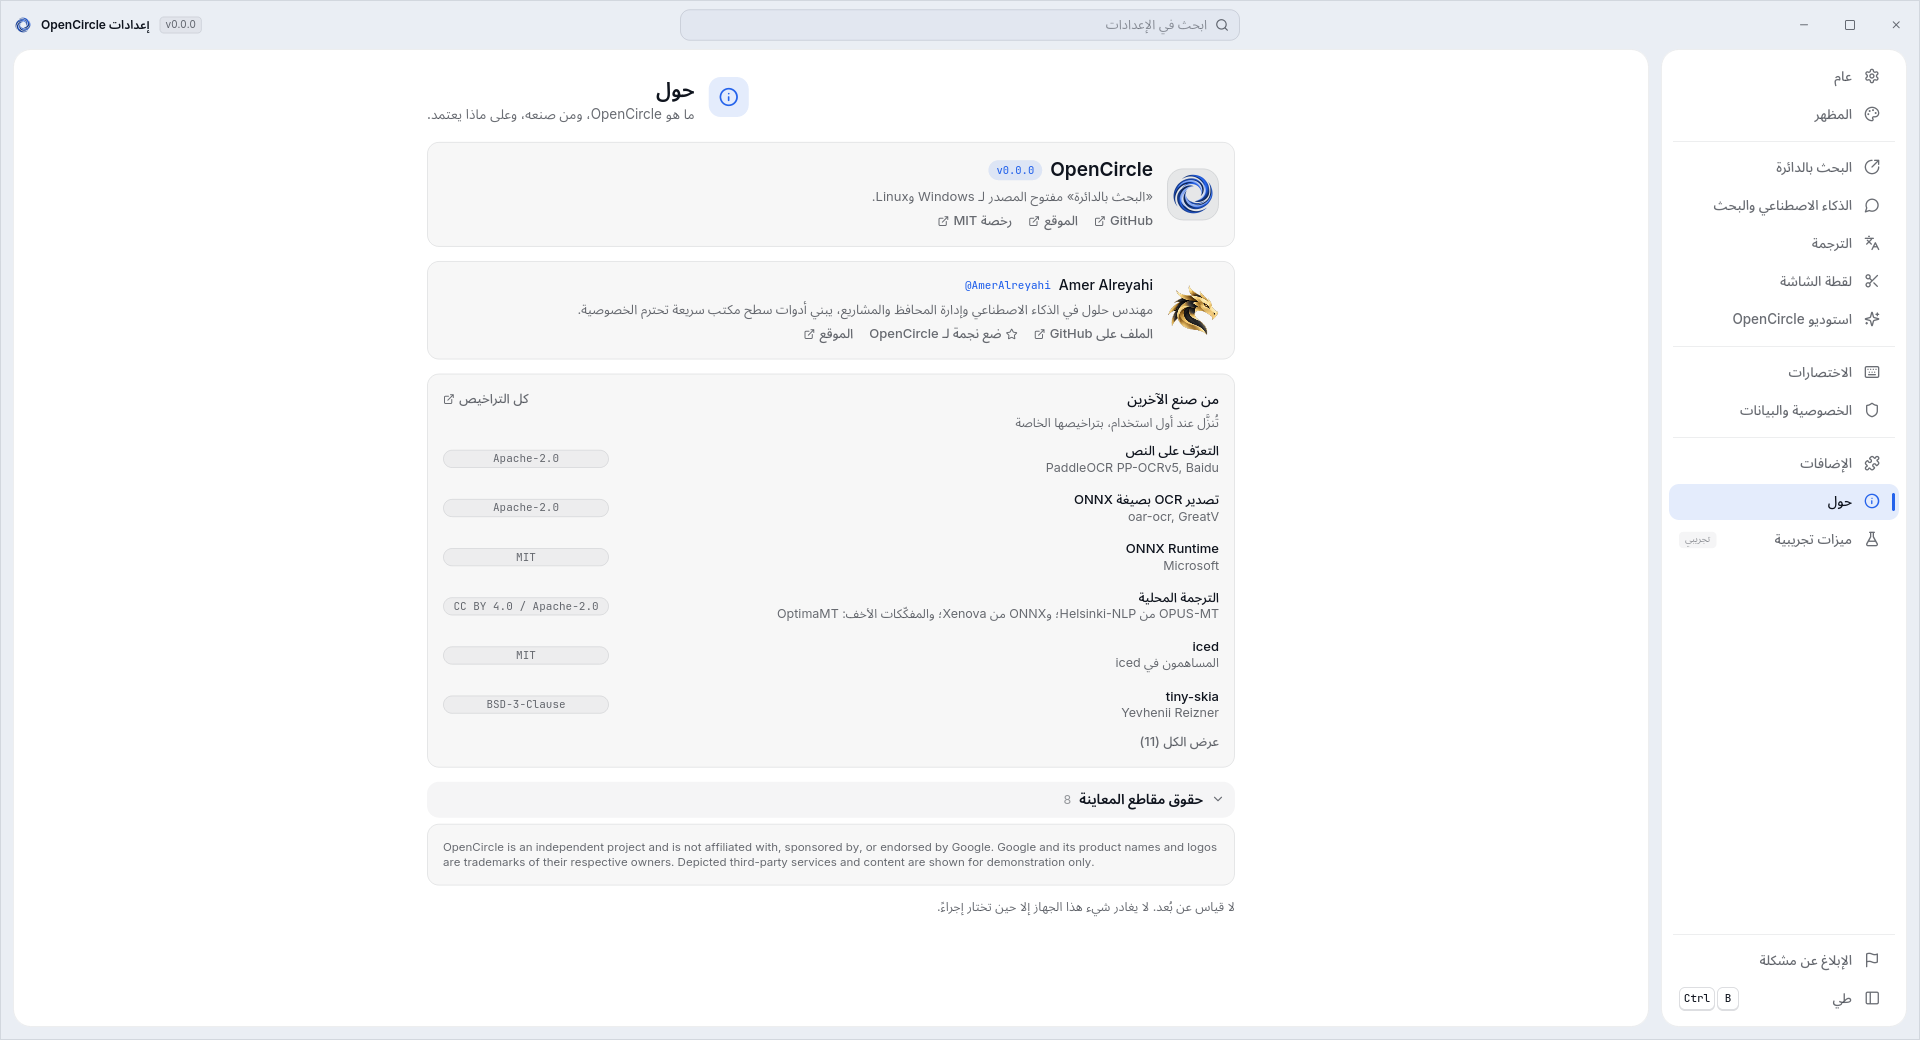 إعدادات OpenCircle v0.0.0
ابحث في الإعدادات
عام
المظهر
البحث بالدائرة
الذكاء الاصطناعي والبحث
الترجمة
لقطة الشاشة
استوديو OpenCircle
الاختصارات
الخصوصية والبيانات
الإضافات
حول
ميزات تجريبية تجريبي
الإبلاغ عن مشكلة
طي Ctrl B
حول
ما هو OpenCircle، ومن صنعه، وعلى ماذا يعتمد.
OpenCircle v0.0.0
«البحث بالدائرة» مفتوح المصدر لـ Windows وLinux.
GitHub الموقع رخصة MIT
Amer Alreyahi @AmerAlreyahi
مهندس حلول في الذكاء الاصطناعي وإدارة المحافظ والمشاريع، يبني أدوات سطح مكتب سريعة تحترم الخصوصية.
الملف على GitHub ضع نجمة لـ OpenCircle الموقع
من صنع الآخرين كل التراخيص
تُنزَّل عند أول استخدام، بتراخيصها الخاصة
التعرّف على النص
PaddleOCR PP-OCRv5, Baidu
Apache-2.0
تصدير OCR بصيغة ONNX
oar-ocr, GreatV
Apache-2.0
ONNX Runtime
Microsoft
MIT
الترجمة المحلية
OPUS-MT من Helsinki-NLP؛ وONNX من Xenova؛ والمفكّكات الأخف: OptimaMT
CC BY 4.0 / Apache-2.0
iced
المساهمون في iced
MIT
tiny-skia
Yevhenii Reizner
BSD-3-Clause
عرض الكل (11)
حقوق مقاطع المعاينة 8
OpenCircle is an independent project and is not affiliated with, sponsored by, or endorsed by Google. Google and its product names and logos
are trademarks of their respective owners. Depicted third-party services and content are shown for demonstration only.
لا قياس عن بُعد. لا يغادر شيء هذا الجهاز إلا حين تختار إجراءً.